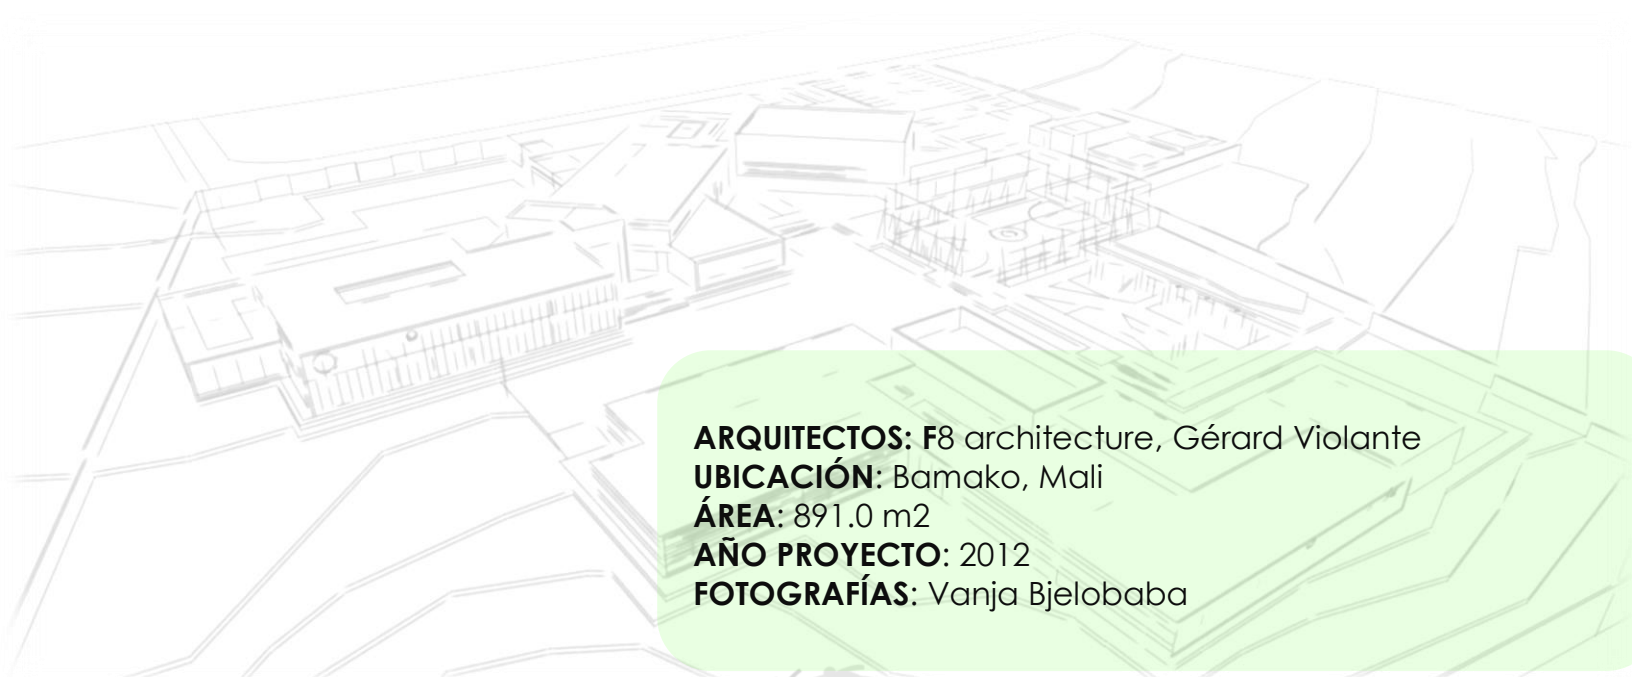 ARQUITECTOS: F8 architecture, Gérard Violante
UBICACIÓN: Bamako, Mali
ÁREA: 891.0 m2
AÑO PROYECTO: 2012
FOTOGRAFÍAS: Vanja Bjelobaba